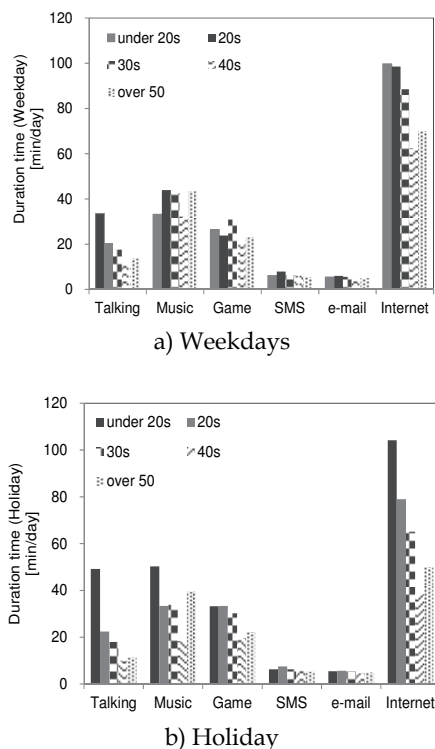 120
100
80
60
40
20
0
Duration time (Weekday)
[min/day]
under 20s 20s
30s 40s
over 50
Talking Music Game SMS e-mail Internet
a) Weekdays
120
100
80
60
40
20
0
Duration time (Holiday)
[min/day]
under 20s 20s
30s 40s
over 50
Talking Music Game SMS e-mail Internet
b) Holiday